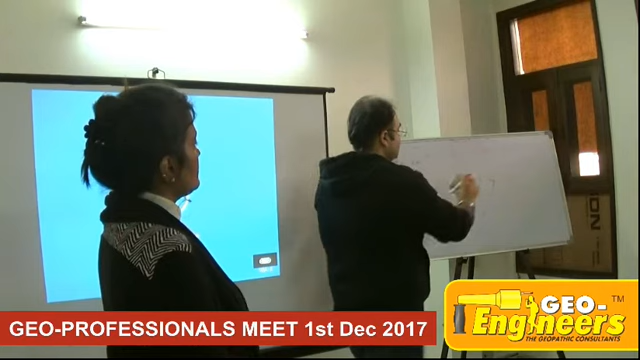 GEO-PROFESSIONALS MEET 1st Dec 2017
GEO-
Engineers
TM
THE GEOPATHIC CONSULTANTS